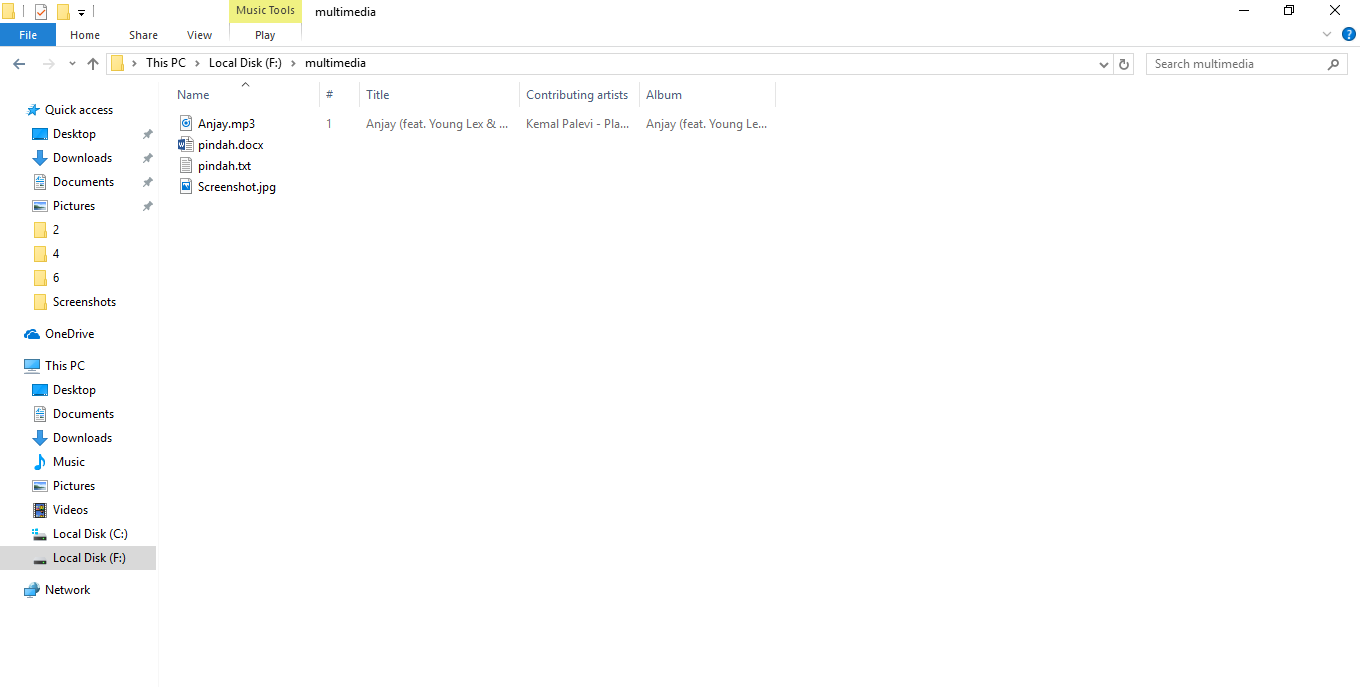 Music Tools multimedia
File Home Share View Play
This PC Local Disk (F:) multimedia Search multimedia
Name # Title Contributing artists Album
Anjay.mp3 1 Anjay (feat. Young Lex & ... Kemal Palevi - Pla... Anjay (feat. Young Le...
pindah.docx
pindah.txt
Screenshot.jpg
Quick access
Desktop
Downloads
Documents
Pictures
2
4
6
Screenshots
OneDrive
This PC
Desktop
Documents
Downloads
Music
Pictures
Videos
Local Disk (C:)
Local Disk (F:)
Network